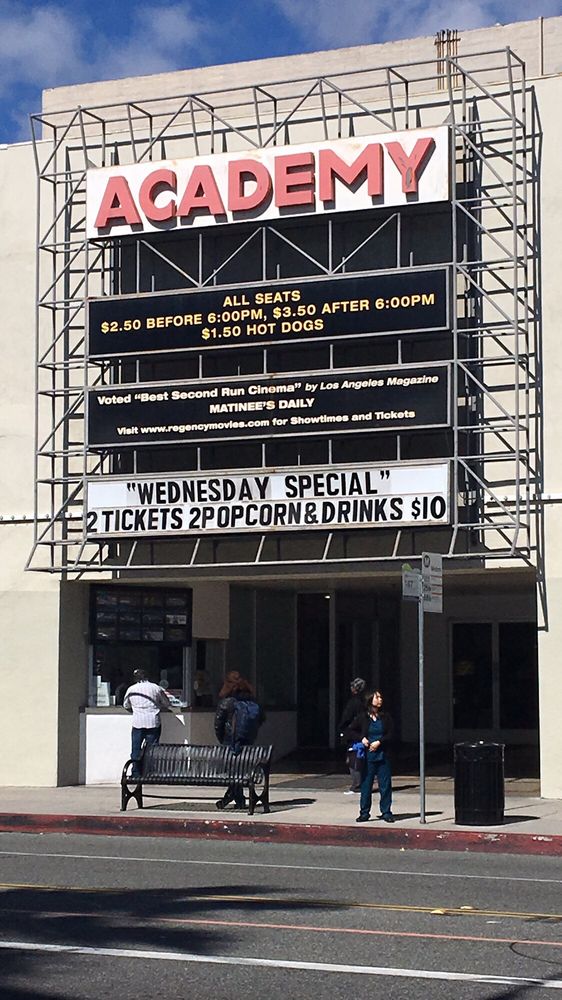 ACADEMY
ALL SEATS
$2.50 BEFORE 6:00PM, $3.50 AFTER 6:00PM
$1.50 HOT DOGS
Voted "Best Second Run Cinema" by Los Angeles Magazine
MATINEE'S DAILY
Visit www.regencymovies.com for Showtimes and Tickets
"WEDNESDAY SPECIAL"
2 TICKETS 2 POPCORN & DRINKS $10